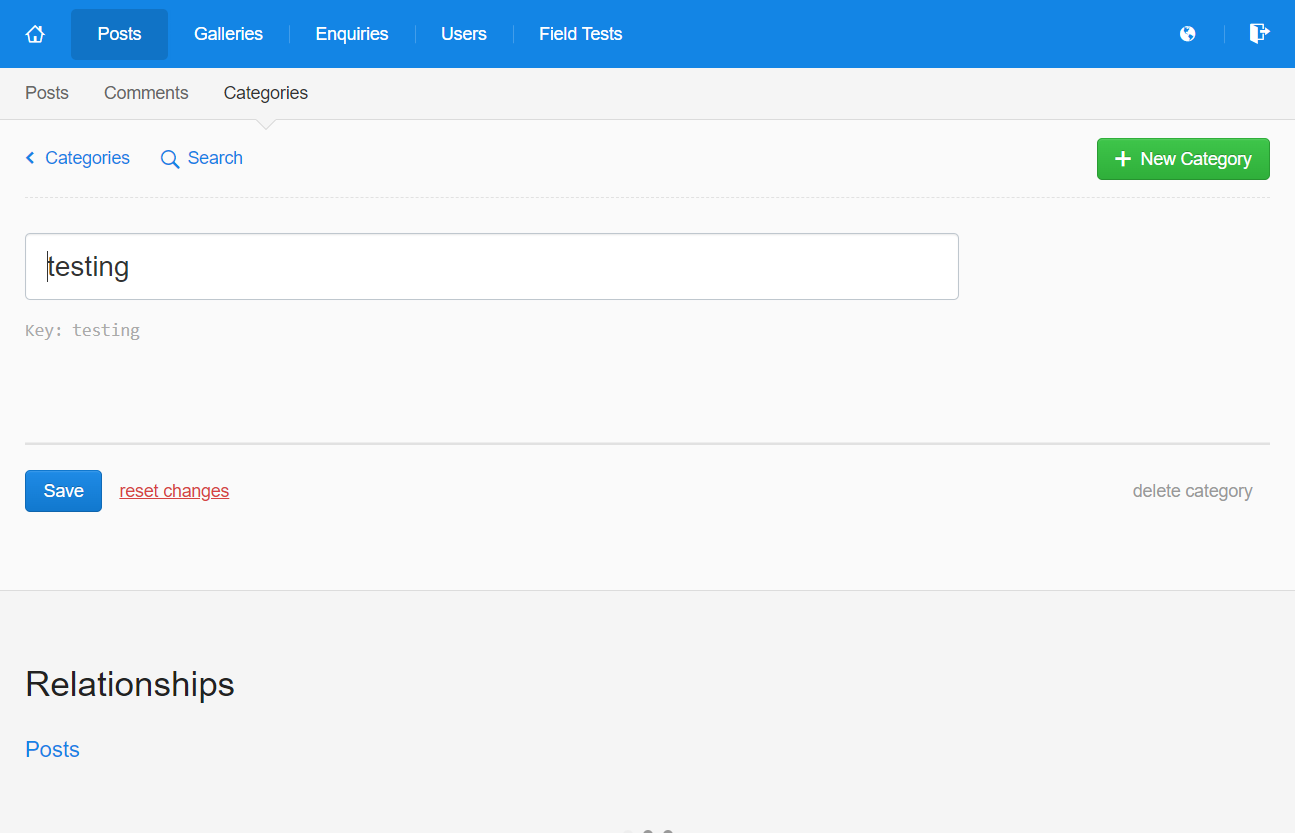 Posts Galleries Enquiries Users Field Tests
Posts Comments Categories
Categories Search New Category
testing
Key: testing
Save reset changes delete category
Relationships
Posts